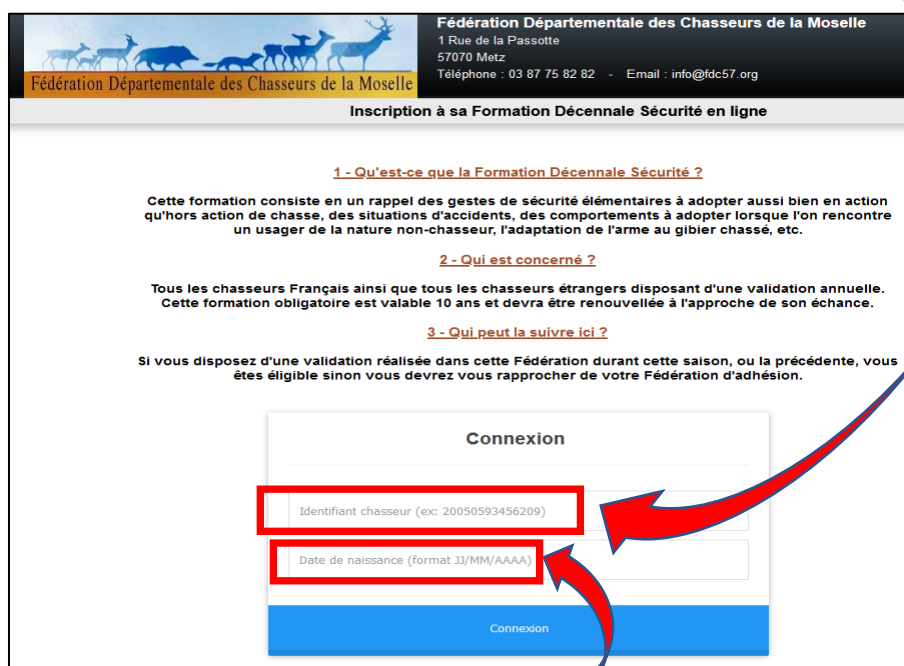 Fédération Départementale des Chasseurs de la Moselle
Fédération Départementale des Chasseurs de la Moselle
1 Rue de la Passotte
57070 Metz
Téléphone : 03 87 75 82 82 - Email : info@fdc57.org
Inscription à sa Formation Décennale Sécurité en ligne
1 - Qu'est-ce que la Formation Décennale Sécurité ?
Cette formation consiste en un rappel des gestes de sécurité élémentaires à adopter aussi bien en action
qu'hors action de chasse, des situations d'accidents, des comportements à adopter lorsque l'on rencontre
un usager de la nature non-chasseur, l'adaptation de l'arme au gibier chassé, etc.
2 - Qui est concerné ?
Tous les chasseurs Français ainsi que tous les chasseurs étrangers disposant d'une validation annuelle.
Cette formation obligatoire est valable 10 ans et devra être renouvellée à l'approche de son échance.
3 - Qui peut la suivre ici ?
Si vous disposez d'une validation réalisée dans cette Fédération durant cette saison, ou la précédente, vous
êtes éligible sinon vous devrez vous rapprocher de votre Fédération d'adhésion.
Connexion
Identifiant chasseur (ex: 20050593456209)
Date de naissance (format JJ/MM/AAAA)
Connexion